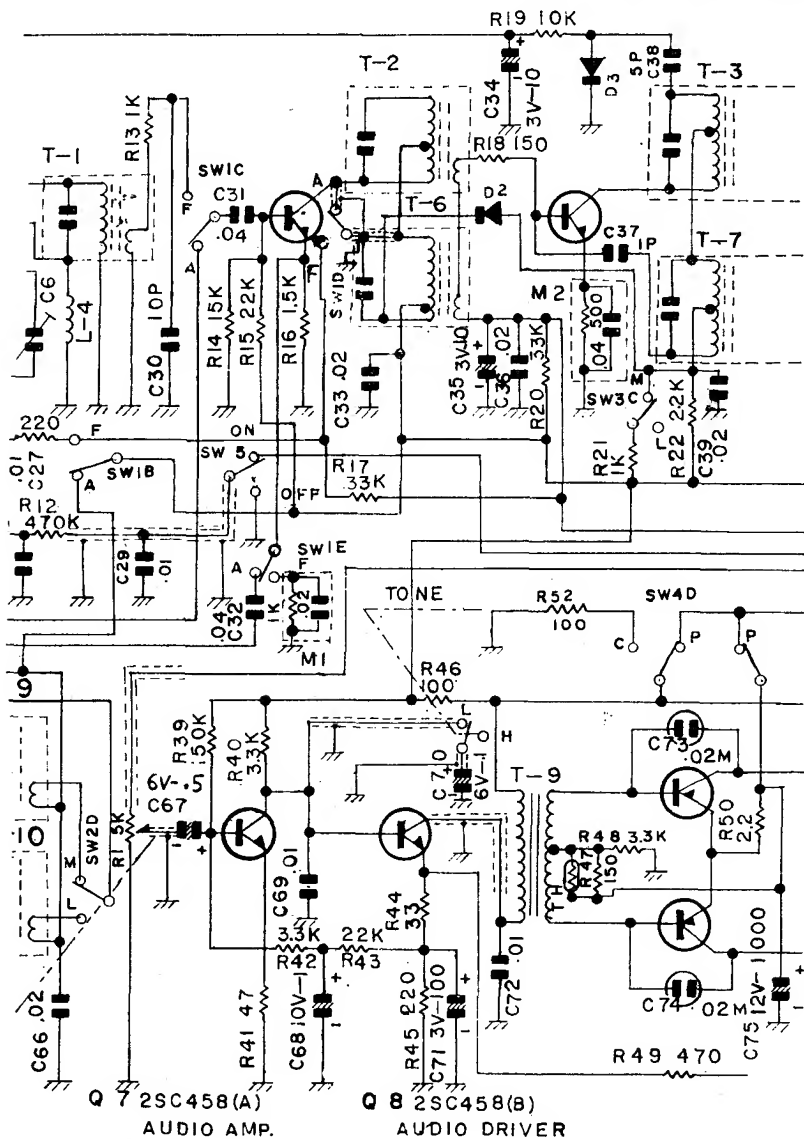 R19 10K
T-2
C34
3V-10
D3
5P
C38
T-3
R13 1K
R18 150
T-1
SW1C
F
C31
.04
A
A
T-6
D2
C37
1P
T-7
C6
L-4
10P
C30
R14 15K
R15 22K
R16 1.5K
F
SW1D
M2
500
.04
C33 .02
C35 3V-10
C36 .02
R20 33K
M
SW3C
L
R21
1K
R22 22K
C39
.02
220
F
ON
.01
C27
A
SW1B
SW 5
R17
33K
OFF
R12
470K
C29
.01
SW1E
A
F
.04
C32
1K
.02
M1
TONE
R52
100
SW4D
C
P
P
9
R46
100
L
H
R39
150K
R40
3.3K
C70
6V-1
C73
.02M
T-9
6V-.5
C67
R1 5K
SW2D
10
M
L
R50
2.2
R48 3.3K
R47
150
TH
C69 .01
R44
33
3.3K
R42
22K
R43
.01
C72
C74
.02M
C66 .02
R41 47
C68 10V-1
R45 220
C71 3V-100
C75 12V-1000
R49 470
Q 7 2SC458(A)
AUDIO AMP.
Q 8 2SC458(B)
AUDIO DRIVER